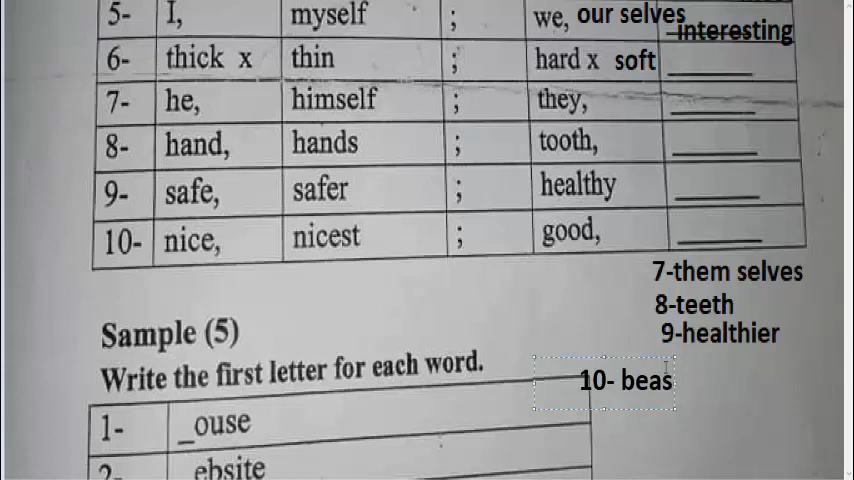 5- I, myself ; we, our selves
interesting
6- thick x thin ; hard x soft
7- he, himself ; they,
8- hand, hands ; tooth,
9- safe, safer ; healthy
10- nice, nicest ; good,
7-them selves
8-teeth
9-healthier
Sample (5)
Write the first letter for each word.
10- beas
1- _ouse
2- _ebsite